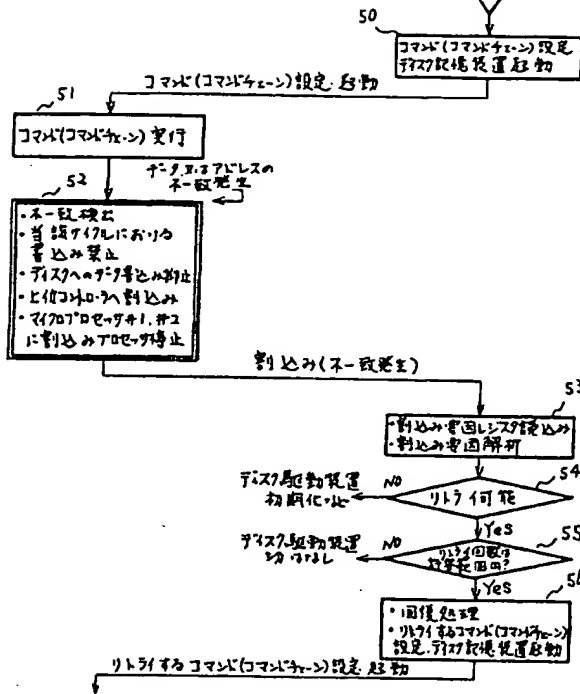 50
コマンド(コマンドチェーン)設定
ディスク記憶装置起動
コマンド(コマンドチェーン)設定・起動
51
コマンド(コマンドチェーン)実行
データ又はアドレスの
不一致発生
52
・不一致検出
・当該サイクルにおける
書込み禁止
・ディスクへのデータ書込み抑止
・上位コントローラへ割込み
・マイクロプロセッサ#1,#2
に割込みプロセッサ停止
割り込み(不一致発生)
53
・割込み要因レジスタ読込み
・割込み要因解析
54
ディスク駆動装置
初期化
NO
リトライ可能
Yes
55
ディスク駆動装置
NO
リトライ回数は
許容範囲内?
Yes
56
・回復処理
・リトライするコマンド(コマンドチェーン)
設定.ディスク記憶装置起動
リトライするコマンド(コマンドチェーン)設定 起動